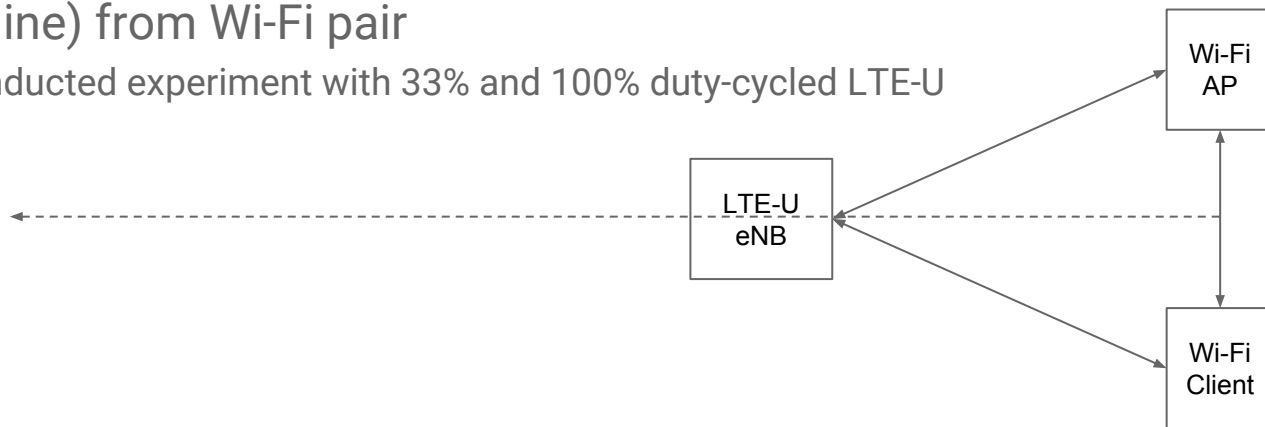 ine) from Wi-Fi pair
nducted experiment with 33% and 100% duty-cycled LTE-U
Wi-Fi
AP
LTE-U
eNB
Wi-Fi
Client